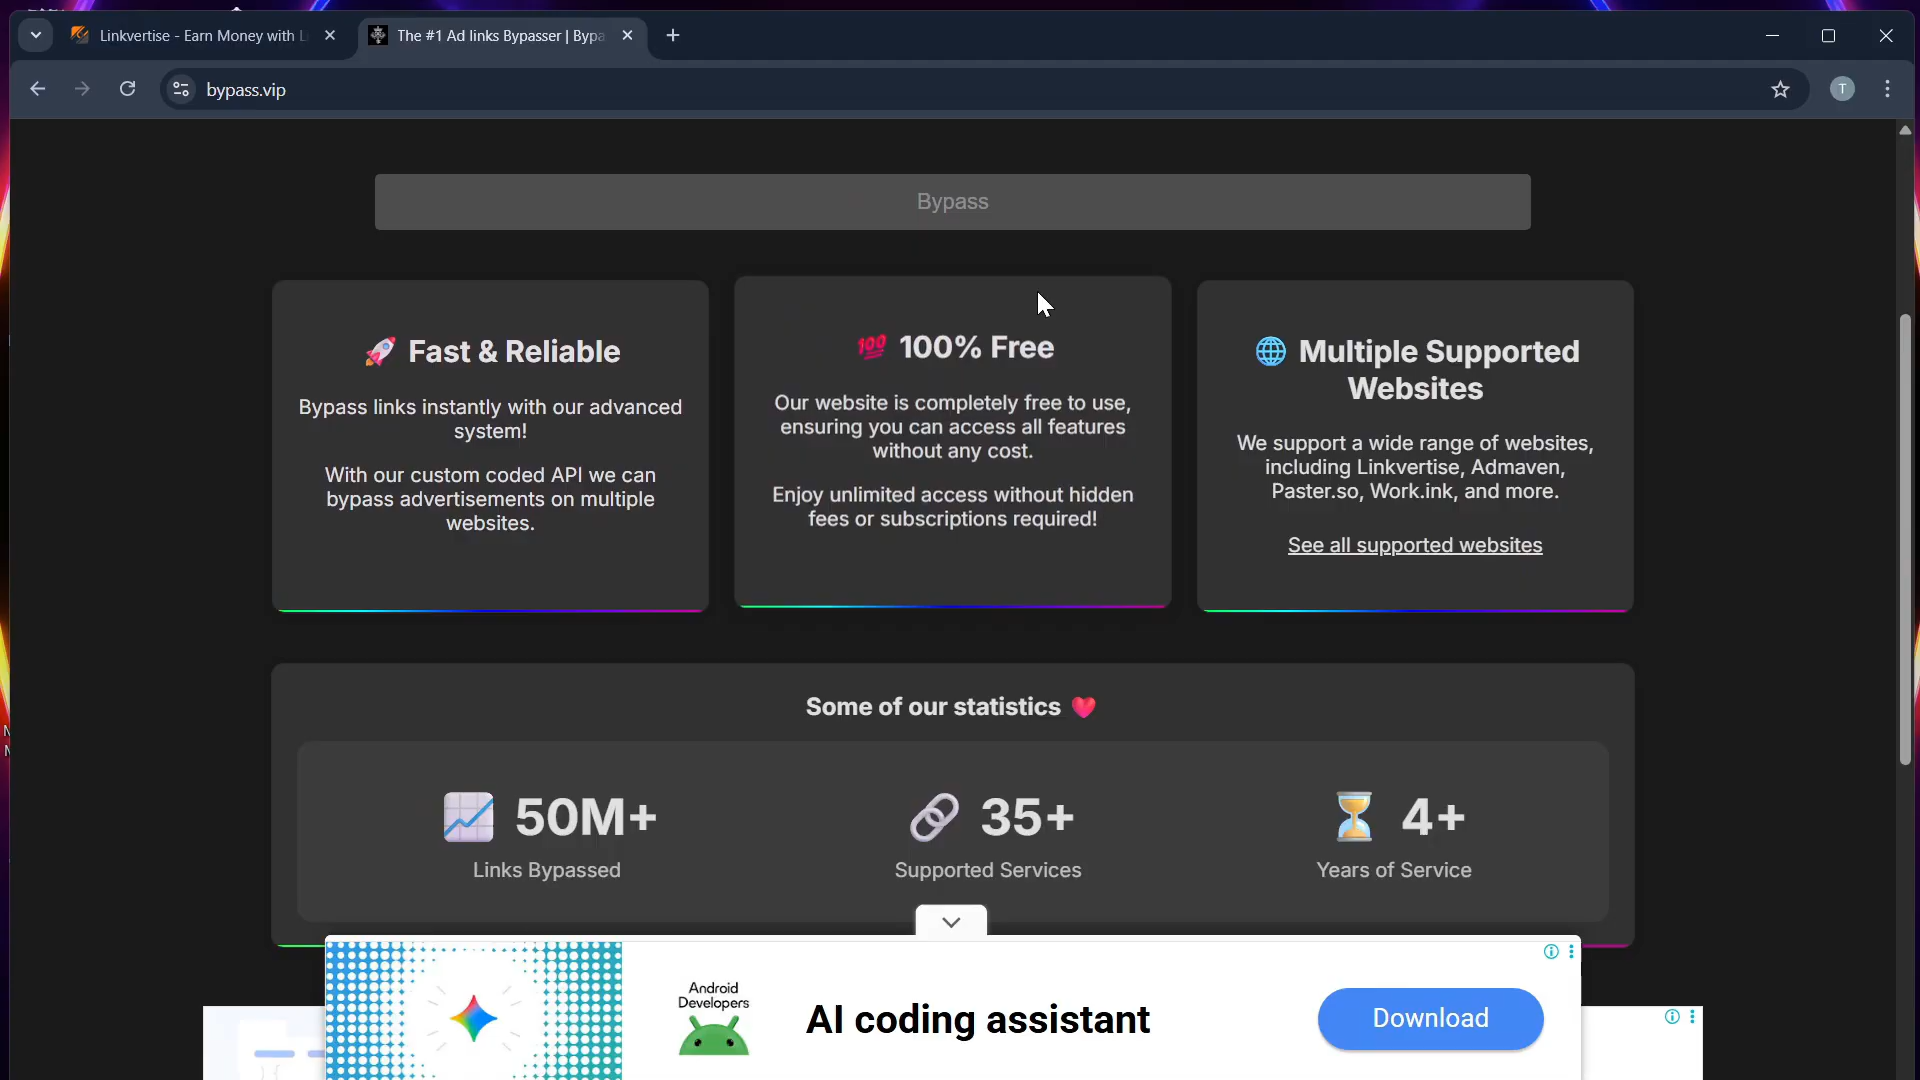 Linkvertise - Earn Money with L
The #1 Ad links Bypasser | Bypa
bypass.vip
T
Bypass
🚀 Fast & Reliable
Bypass links instantly with our advanced
system!
With our custom coded API we can
bypass advertisements on multiple
websites.
💯 100% Free
Our website is completely free to use,
ensuring you can access all features
without any cost.
Enjoy unlimited access without hidden
fees or subscriptions required!
🌐 Multiple Supported
Websites
We support a wide range of websites,
including Linkvertise, Admaven,
Paster.so, Work.ink, and more.
See all supported websites
Some of our statistics ❤️
📈 50M+
Links Bypassed
🔗 35+
Supported Services
⏳ 4+
Years of Service
Android
Developers
AI coding assistant
Download